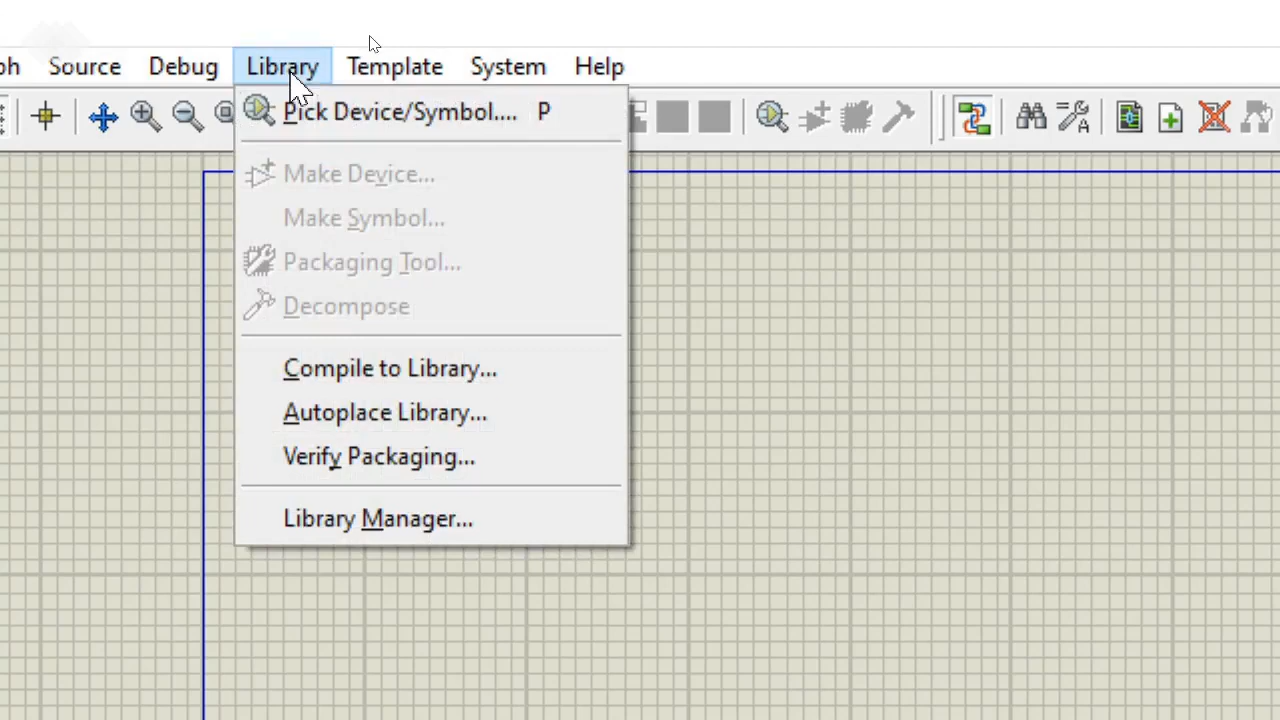 ph Source Debug Library Template System Help
Pick Device/Symbol.... P
Make Device...
Make Symbol...
Packaging Tool...
Decompose
Compile to Library...
Autoplace Library...
Verify Packaging...
Library Manager...